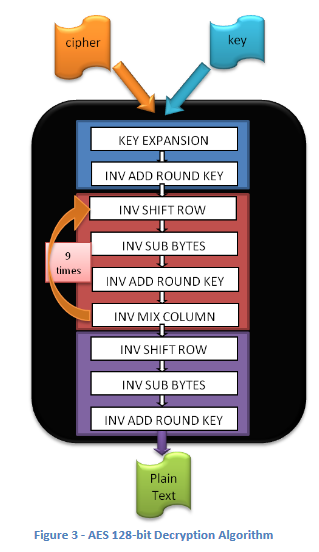 cipher
key
KEY EXPANSION
INV ADD ROUND KEY
INV SHIFT ROW
INV SUB BYTES
9
times
INV ADD ROUND KEY
INV MIX COLUMN
INV SHIFT ROW
INV SUB BYTES
INV ADD ROUND KEY
Plain
Text
Figure 3 - AES 128-bit Decryption Algorithm